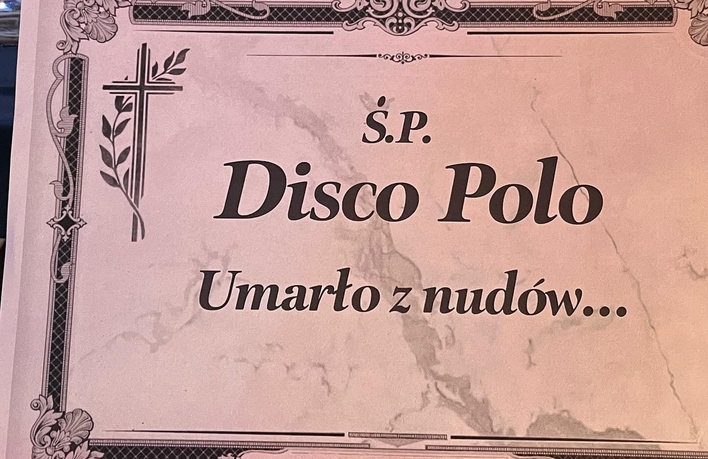 Ś.P.
Disco Polo
Umarło z nudów...